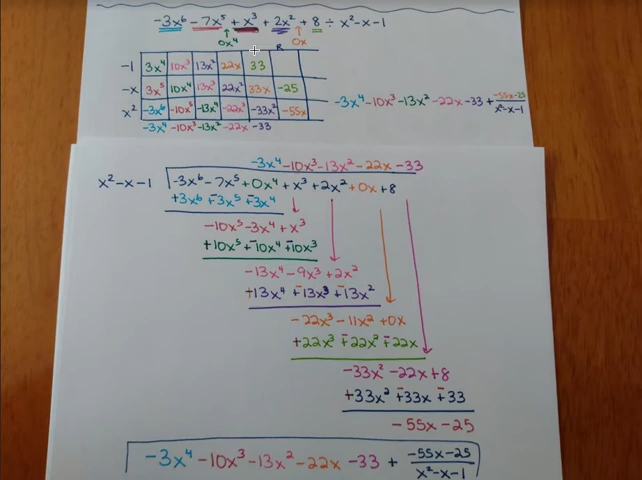 -3x⁶ - 7x⁵ + x³ + 2x² + 8 ÷ x² - x - 1
0x⁴ 0x
R
-1 3x⁴ 10x³ 13x² 22x 33
-x 3x⁵ 10x⁴ 13x³ 22x² 33x -25
x² -3x⁶ -10x⁵ -13x⁴ -22x³ -33x² -55x
-3x⁴ -10x³ -13x² -22x -33
-3x⁴ - 10x³ - 13x² - 22x - 33 + (-55x - 25)/(x² - x - 1)
-3x⁴ - 10x³ - 13x² - 22x - 33
x² - x - 1 -3x⁶ - 7x⁵ + 0x⁴ + x³ + 2x² + 0x + 8
+3x⁶ - 3x⁵ - 3x⁴
-10x⁵ - 3x⁴ + x³
+10x⁵ - 10x⁴ - 10x³
-13x⁴ - 9x³ + 2x²
+13x⁴ - 13x³ - 13x²
-22x³ - 11x² + 0x
+22x³ - 22x² - 22x
-33x² - 22x + 8
+33x² - 33x - 33
-55x - 25
-3x⁴ - 10x³ - 13x² - 22x - 33 + (-55x - 25)/(x² - x - 1)